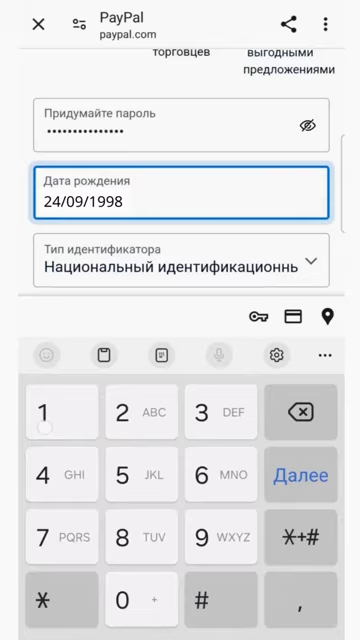 PayPal
paypal.com
торговцев
выгодными
предложениями
Придумайте пароль
•••••••••••••••
Дата рождения
24/09/1998
Тип идентификатора
Национальный идентификационнь
1
2 ABC
3 DEF
4 GHI
5 JKL
6 MNO
Далее
7 PQRS
8 TUV
9 WXYZ
*+#
*
0 +
#
,